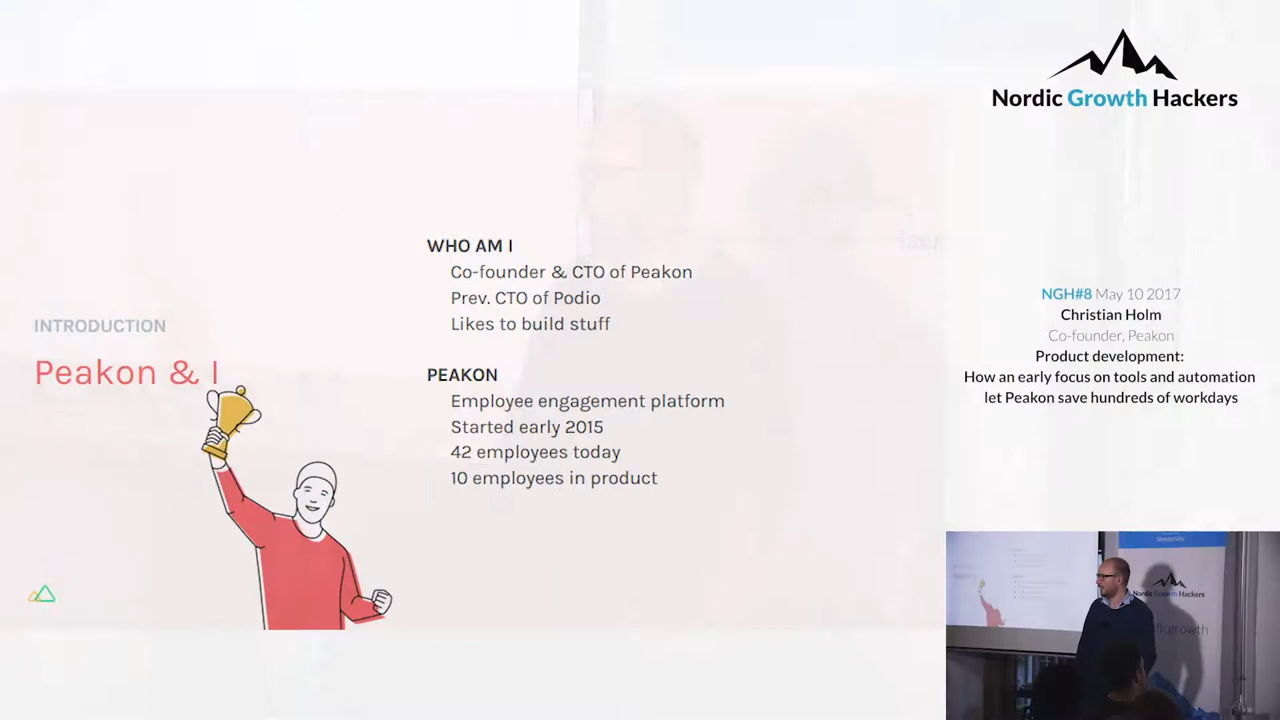 INTRODUCTION
Peakon & I
WHO AM I
Co-founder & CTO of Peakon
Prev. CTO of Podio
Likes to build stuff
PEAKON
Employee engagement platform
Started early 2015
42 employees today
10 employees in product
Nordic Growth Hackers
NGH#8 May 10 2017
Christian Holm
Co-founder, Peakon
Product development:
How an early focus on tools and automation
let Peakon save hundreds of workdays
Nordic Growth Hackers